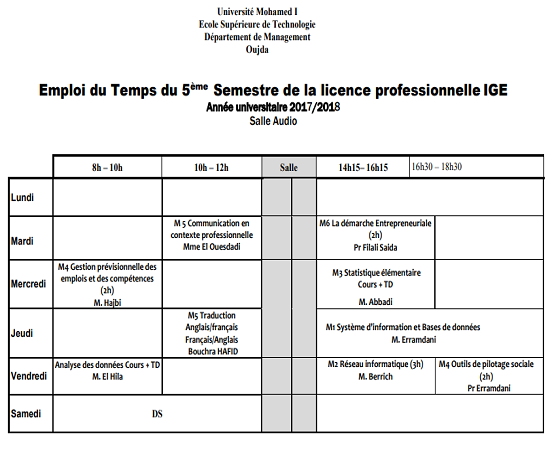 Université Mohamed I
Ecole Supérieure de Technologie
Département de Management
Oujda
Emploi du Temps du 5ème Semestre de la licence professionnelle IGE
Année universitaire 2017/2018
Salle Audio
8h – 10h 10h – 12h Salle 14h15 – 16h15 16h30 – 18h30
Lundi
Mardi
M 5 Communication en
contexte professionnelle
Mme El Ouesdadi
M6 La démarche Entrepreneuriale
(2h)
Pr Filali Saida
Mercredi
M4 Gestion prévisionnelle des
emplois et des compétences
(2h)
M. Hajbi
M3 Statistique élémentaire
Cours + TD
M. Abbadi
Jeudi
M5 Traduction
Anglais/français
Français/Anglais
Bouchra HAFID
M1 Système d'information et Bases de données
M. Erramdani
Vendredi
Analyse des données Cours + TD
M. El Hila
M2 Réseau informatique (3h)
M. Berrich
M4 Outils de pilotage sociale
(2h)
Pr Erramdani
Samedi
DS